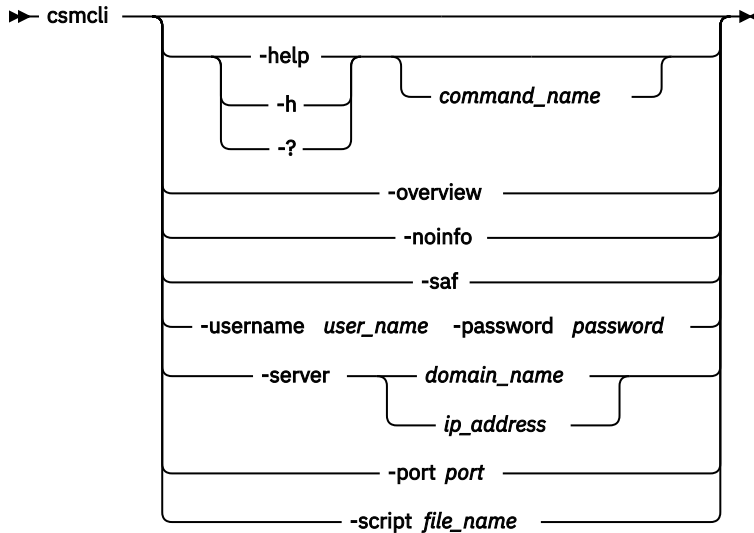 csmcli
-help
-h
-?
command_name
-overview
-noinfo
-saf
-username user_name -password password
-server domain_name
ip_address
-port port
-script file_name